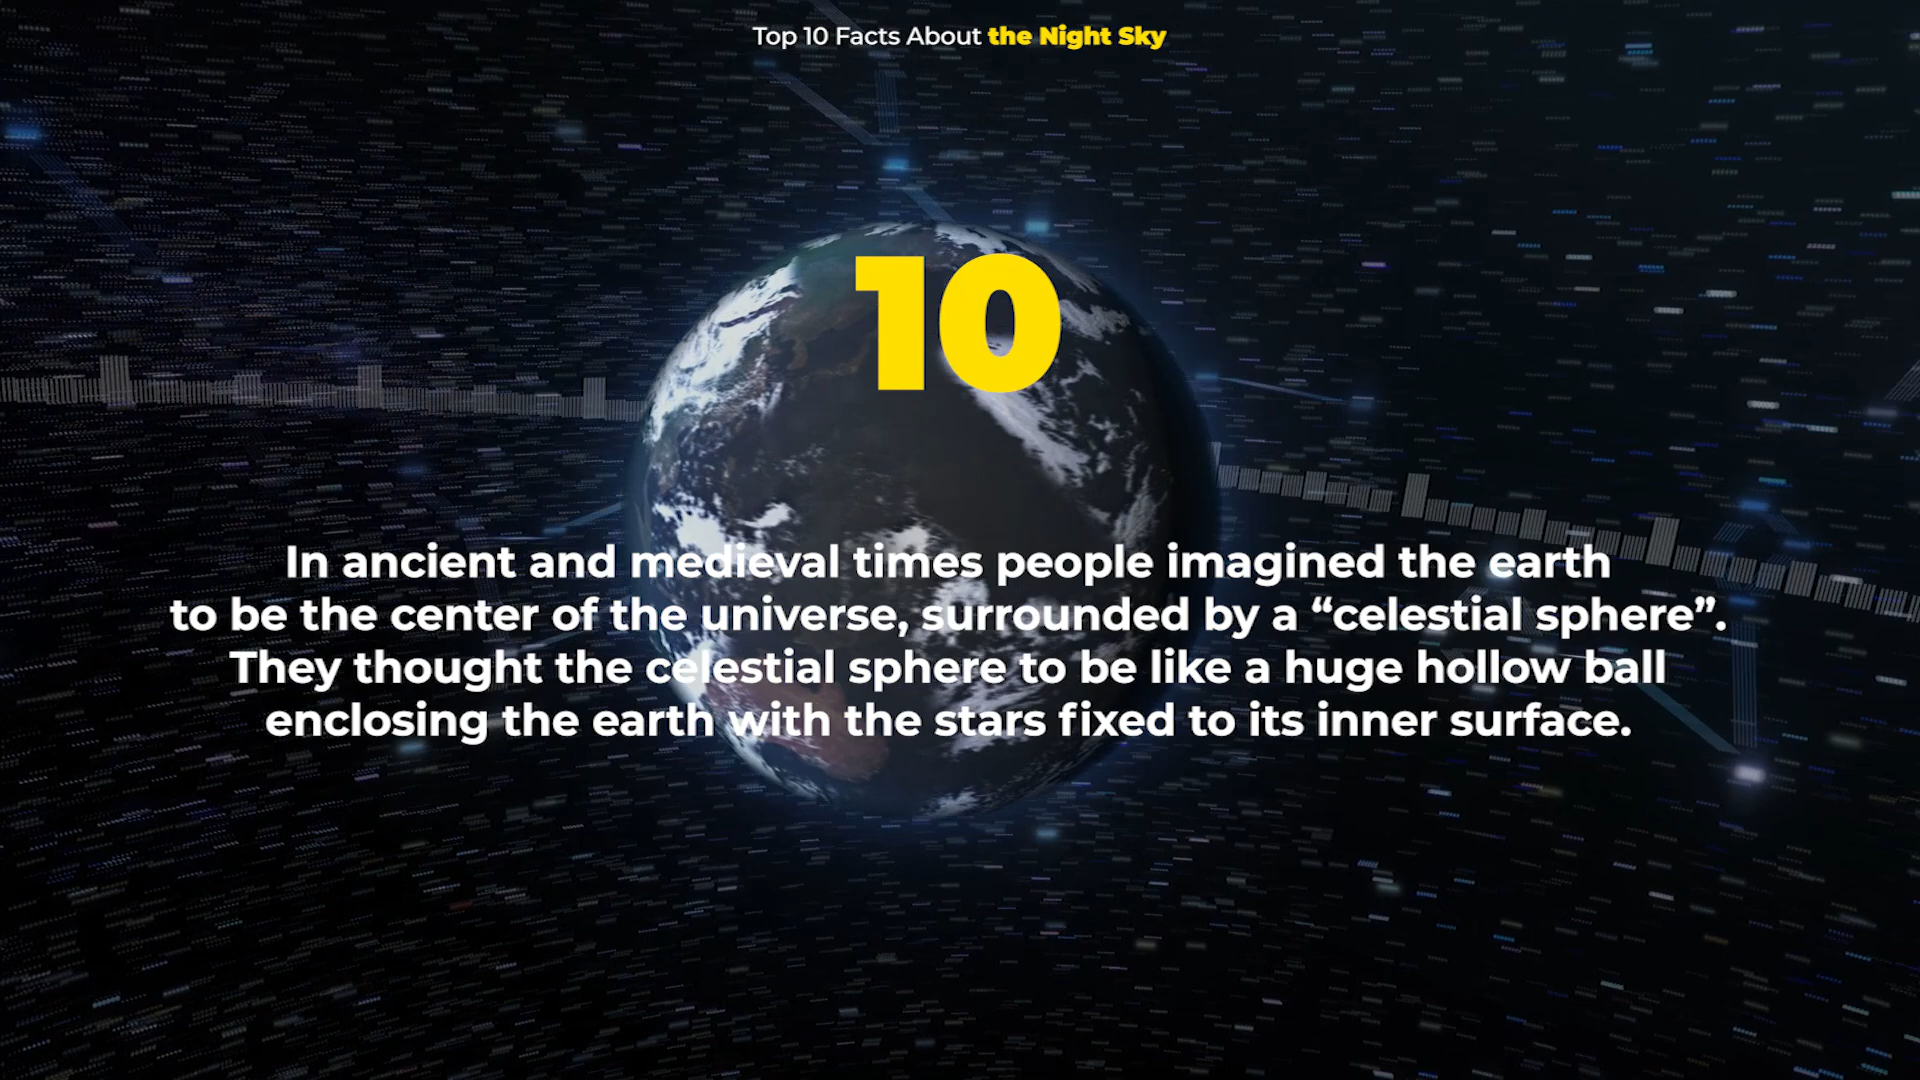 Top 10 Facts About the Night Sky
10
In ancient and medieval times people imagined the earth
to be the center of the universe, surrounded by a “celestial sphere”.
They thought the celestial sphere to be like a huge hollow ball
enclosing the earth with the stars fixed to its inner surface.